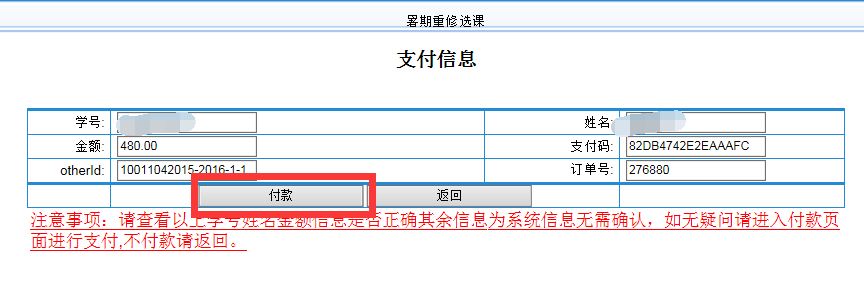 暑期重修选课
支付信息
学号: 姓名:
金额: 480.00 支付码: 82DB4742E2EAAAFC
otherId: 10011042015-2016-1-1 订单号: 276880
付款 返回
注意事项：请查看以上学号姓名金额信息是否正确其余信息为系统信息无需确认，如无疑问请进入付款页
面进行支付,不付款请返回。